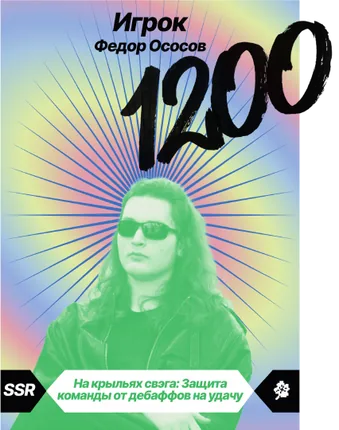 Игрок
Федор Ососов
1200
SSR
На крыльях свэга: Защита
команды от дебаффов на удачу